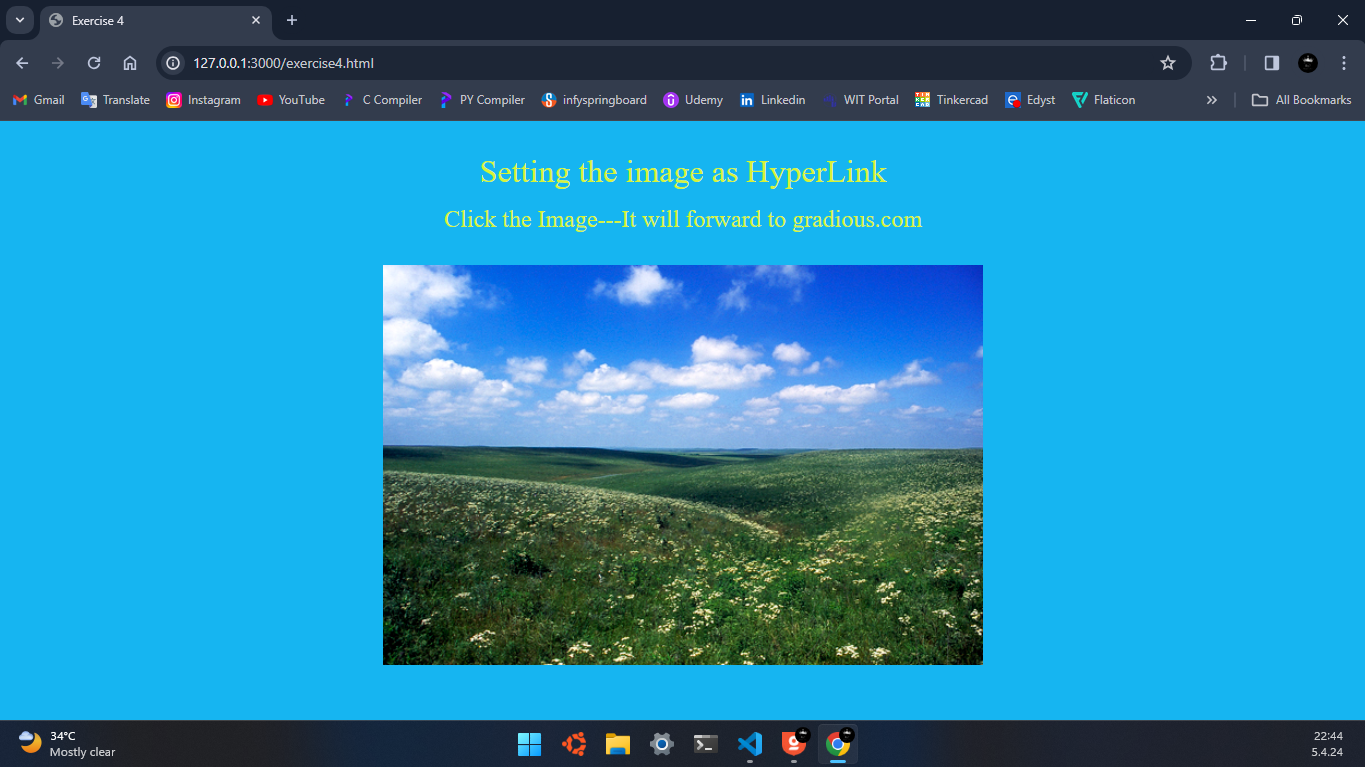 Exercise 4
127.0.0.1:3000/exercise4.html
Gmail Translate Instagram YouTube C Compiler PY Compiler infyspringboard Udemy Linkedin WIT Portal Tinkercad Edyst Flaticon » All Bookmarks
Setting the image as HyperLink
Click the Image---It will forward to gradious.com
34°C
Mostly clear
22:44
5.4.24